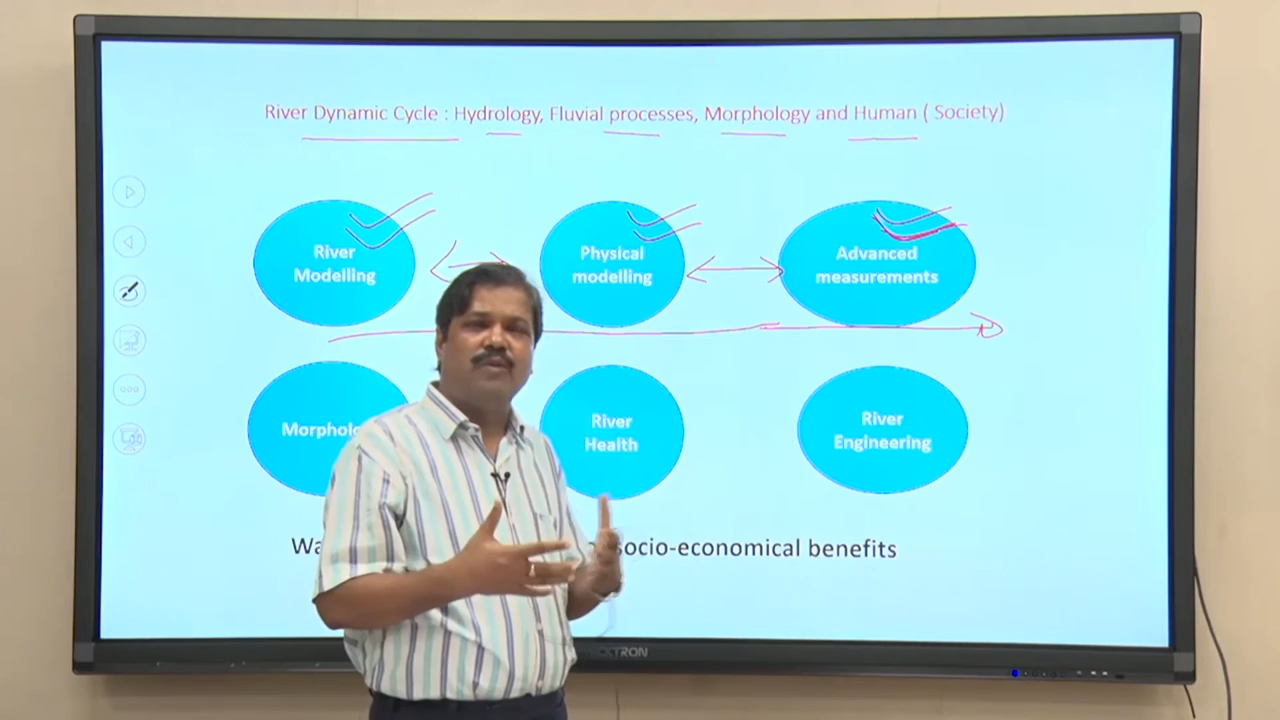 River Dynamic Cycle : Hydrology, Fluvial processes, Morphology and Human ( Society)
River
Modelling
Physical
modelling
Advanced
measurements
River
Health
River
Engineering
socio-economical benefits